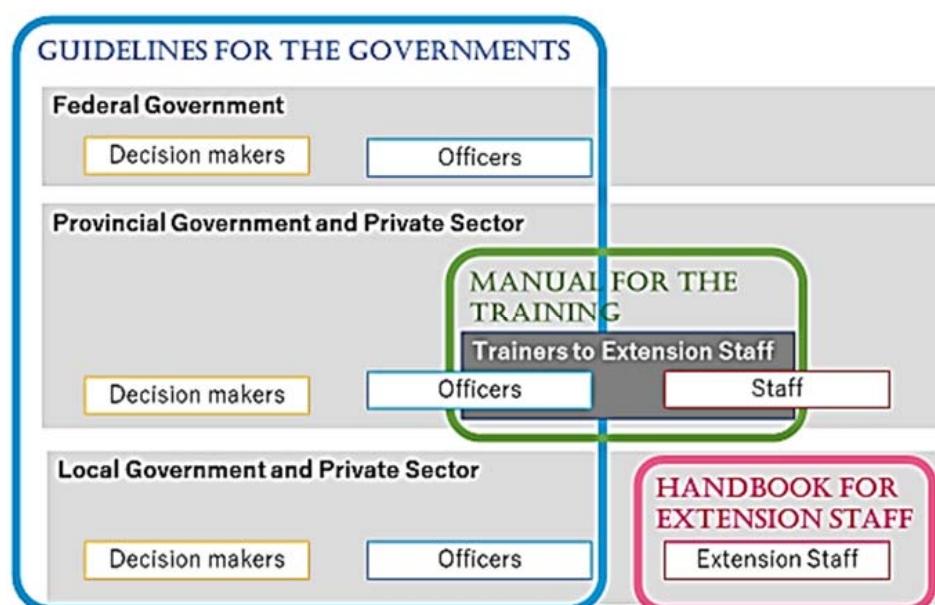 GUIDELINES FOR THE GOVERNMENTS
Federal Government
Decision makers
Officers
Provincial Government and Private Sector
MANUAL FOR THE
TRAINING
Trainers to Extension Staff
Decision makers
Officers
Staff
Local Government and Private Sector
HANDBOOK FOR
EXTENSION STAFF
Decision makers
Officers
Extension Staff